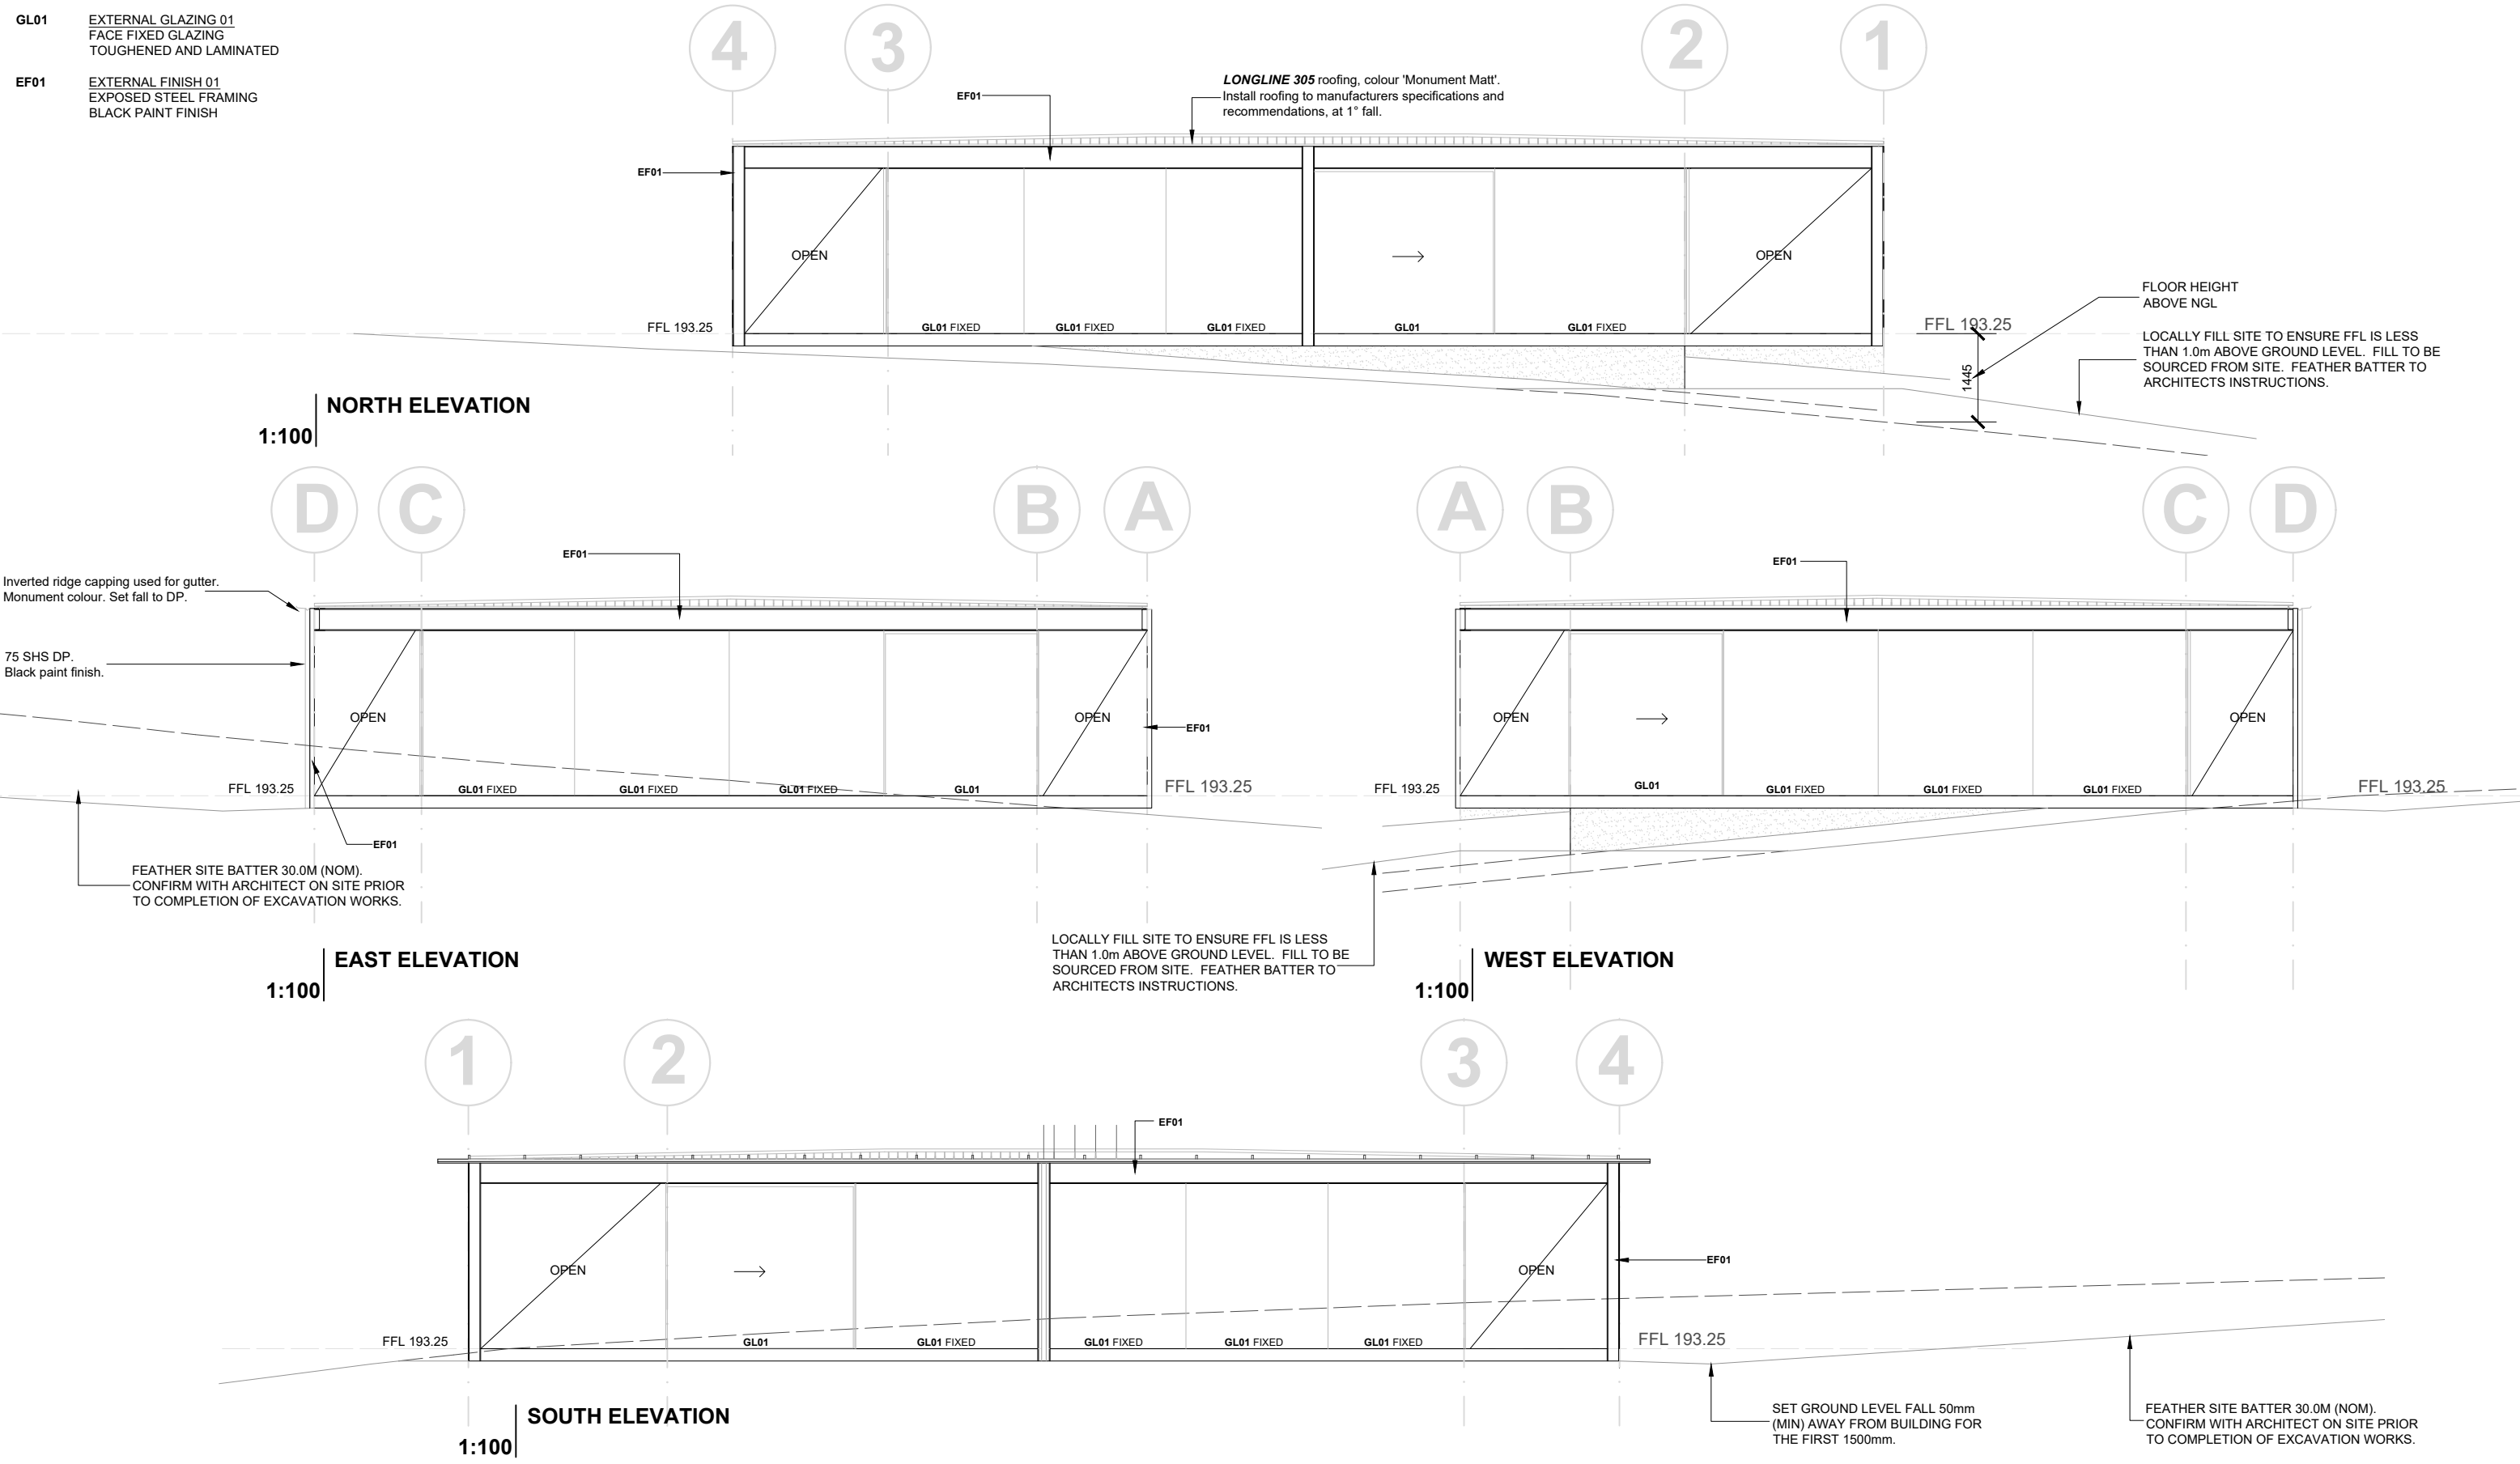 GL01 EXTERNAL GLAZING 01
FACE FIXED GLAZING
TOUGHENED AND LAMINATED
EF01 EXTERNAL FINISH 01
EXPOSED STEEL FRAMING
BLACK PAINT FINISH
4 3 2 1
LONGLINE 305 roofing, colour 'Monument Matt'.
Install roofing to manufacturers specifications and
recommendations, at 1° fall.
EF01
EF01
OPEN
OPEN
FFL 193.25
GL01 FIXED
GL01 FIXED
GL01 FIXED
GL01
GL01 FIXED
FFL 193.25
1445
FLOOR HEIGHT
ABOVE NGL
LOCALLY FILL SITE TO ENSURE FFL IS LESS
THAN 1.0m ABOVE GROUND LEVEL. FILL TO BE
SOURCED FROM SITE. FEATHER BATTER TO
ARCHITECTS INSTRUCTIONS.
NORTH ELEVATION
1:100
D C B A
EF01
Inverted ridge capping used for gutter.
Monument colour. Set fall to DP.
75 SHS DP.
Black paint finish.
OPEN
OPEN
EF01
FFL 193.25
GL01 FIXED
GL01 FIXED
GL01 FIXED
GL01
FFL 193.25
EF01
FEATHER SITE BATTER 30.0M (NOM).
CONFIRM WITH ARCHITECT ON SITE PRIOR
TO COMPLETION OF EXCAVATION WORKS.
EAST ELEVATION
1:100
A B C D
EF01
OPEN
OPEN
FFL 193.25
GL01
GL01 FIXED
GL01 FIXED
GL01 FIXED
FFL 193.25
LOCALLY FILL SITE TO ENSURE FFL IS LESS
THAN 1.0m ABOVE GROUND LEVEL. FILL TO BE
SOURCED FROM SITE. FEATHER BATTER TO
ARCHITECTS INSTRUCTIONS.
WEST ELEVATION
1:100
1 2 3 4
EF01
OPEN
OPEN
EF01
FFL 193.25
GL01
GL01 FIXED
GL01 FIXED
GL01 FIXED
GL01 FIXED
FFL 193.25
SET GROUND LEVEL FALL 50mm
(MIN) AWAY FROM BUILDING FOR
THE FIRST 1500mm.
FEATHER SITE BATTER 30.0M (NOM).
CONFIRM WITH ARCHITECT ON SITE PRIOR
TO COMPLETION OF EXCAVATION WORKS.
SOUTH ELEVATION
1:100